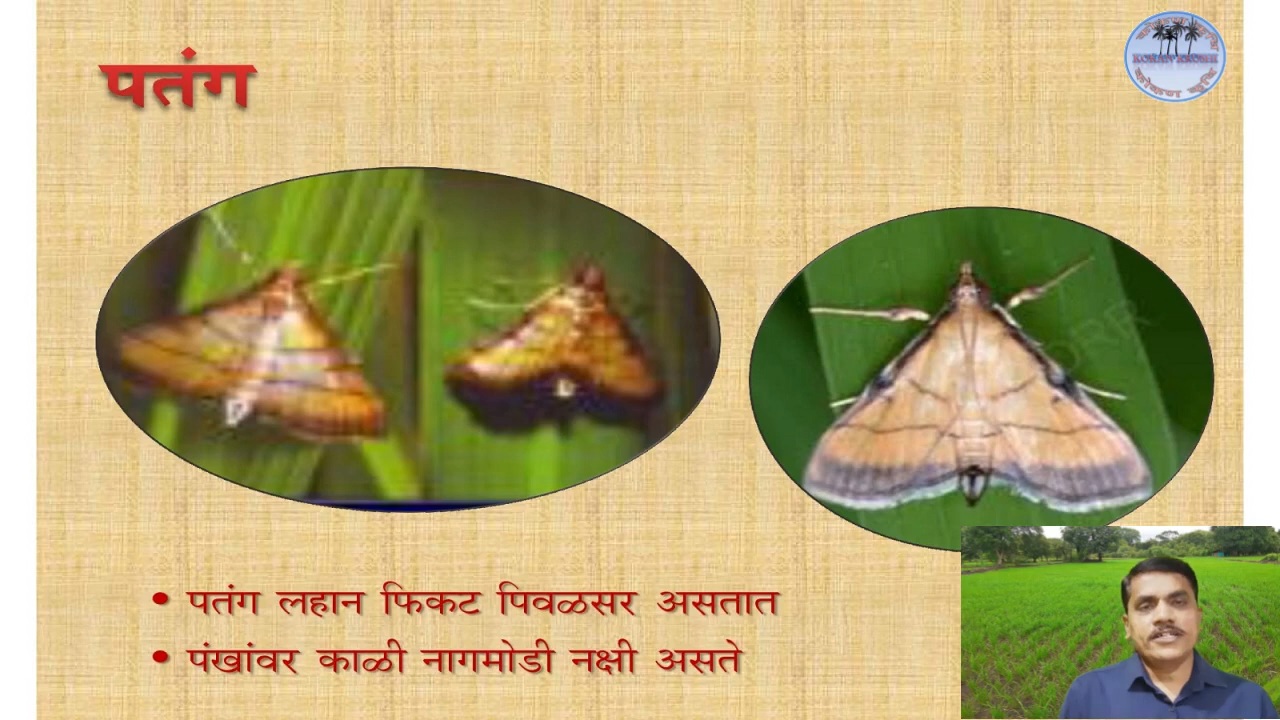 पतंग
• पतंग लहान फिकट पिवळसर असतात
• पंखांवर काळी नागमोडी नक्षी असते